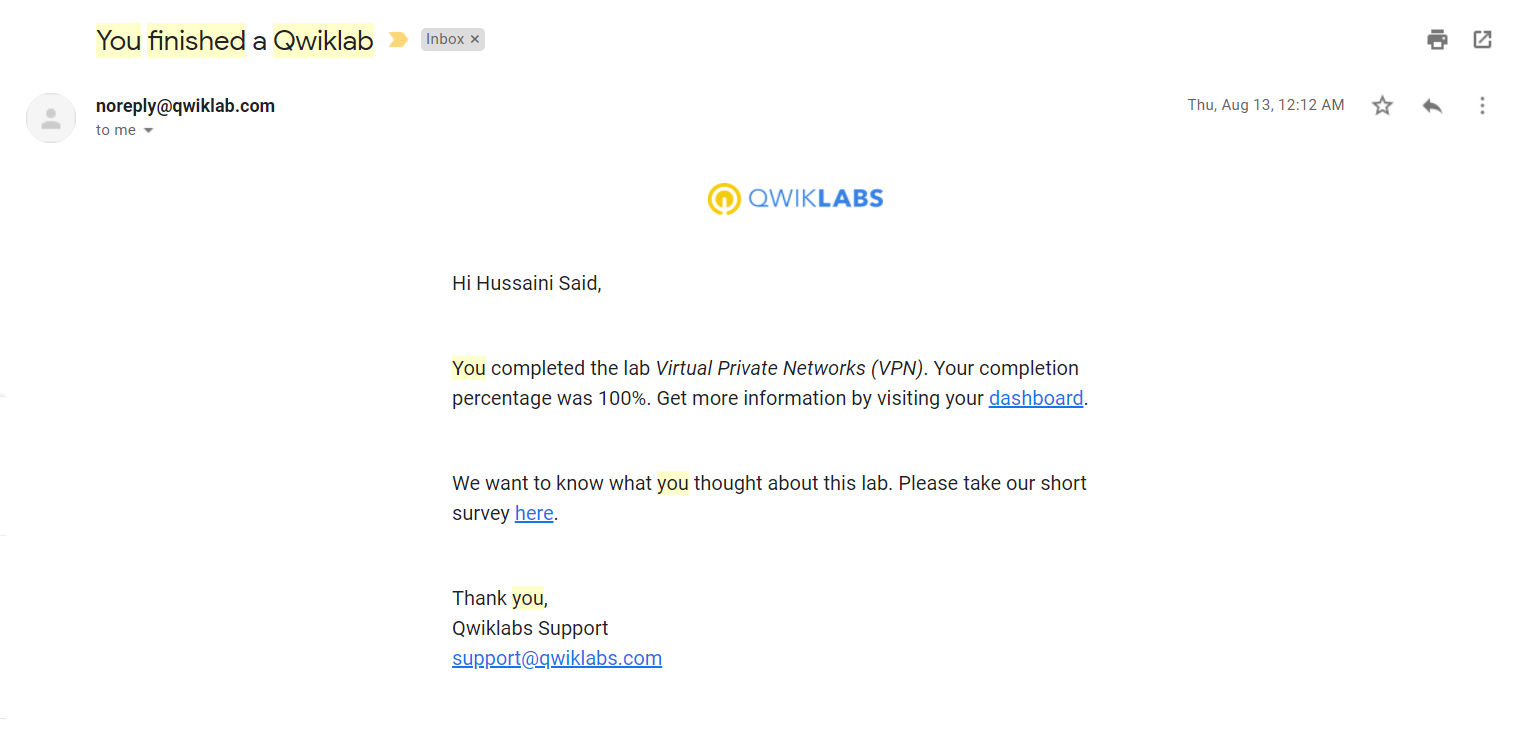 You finished a Qwiklab
Inbox ×
noreply@qwiklab.com
Thu, Aug 13, 12:12 AM
to me
QWIKLABS
Hi Hussaini Said,
You completed the lab Virtual Private Networks (VPN). Your completion
percentage was 100%. Get more information by visiting your dashboard.
We want to know what you thought about this lab. Please take our short
survey here.
Thank you,
Qwiklabs Support
support@qwiklabs.com